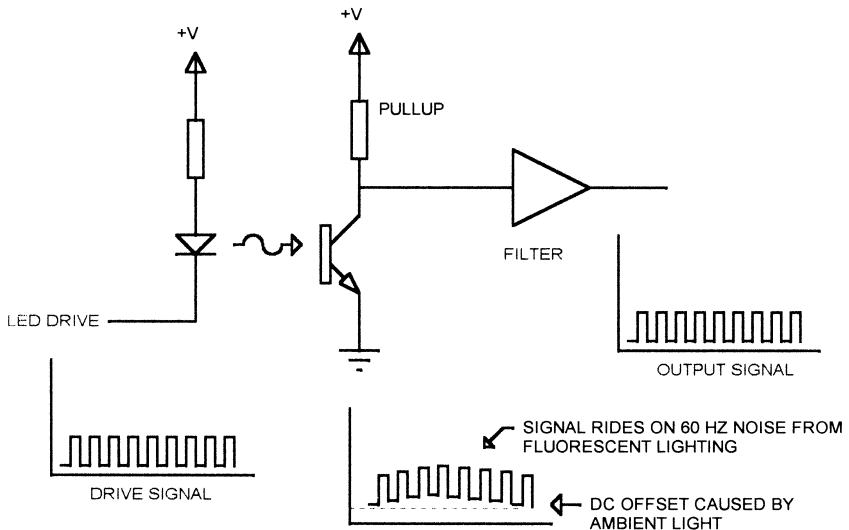 +V
+V
PULLUP
FILTER
LED DRIVE
OUTPUT SIGNAL
DRIVE SIGNAL
SIGNAL RIDES ON 60 HZ NOISE FROM
FLUORESCENT LIGHTING
DC OFFSET CAUSED BY
AMBIENT LIGHT